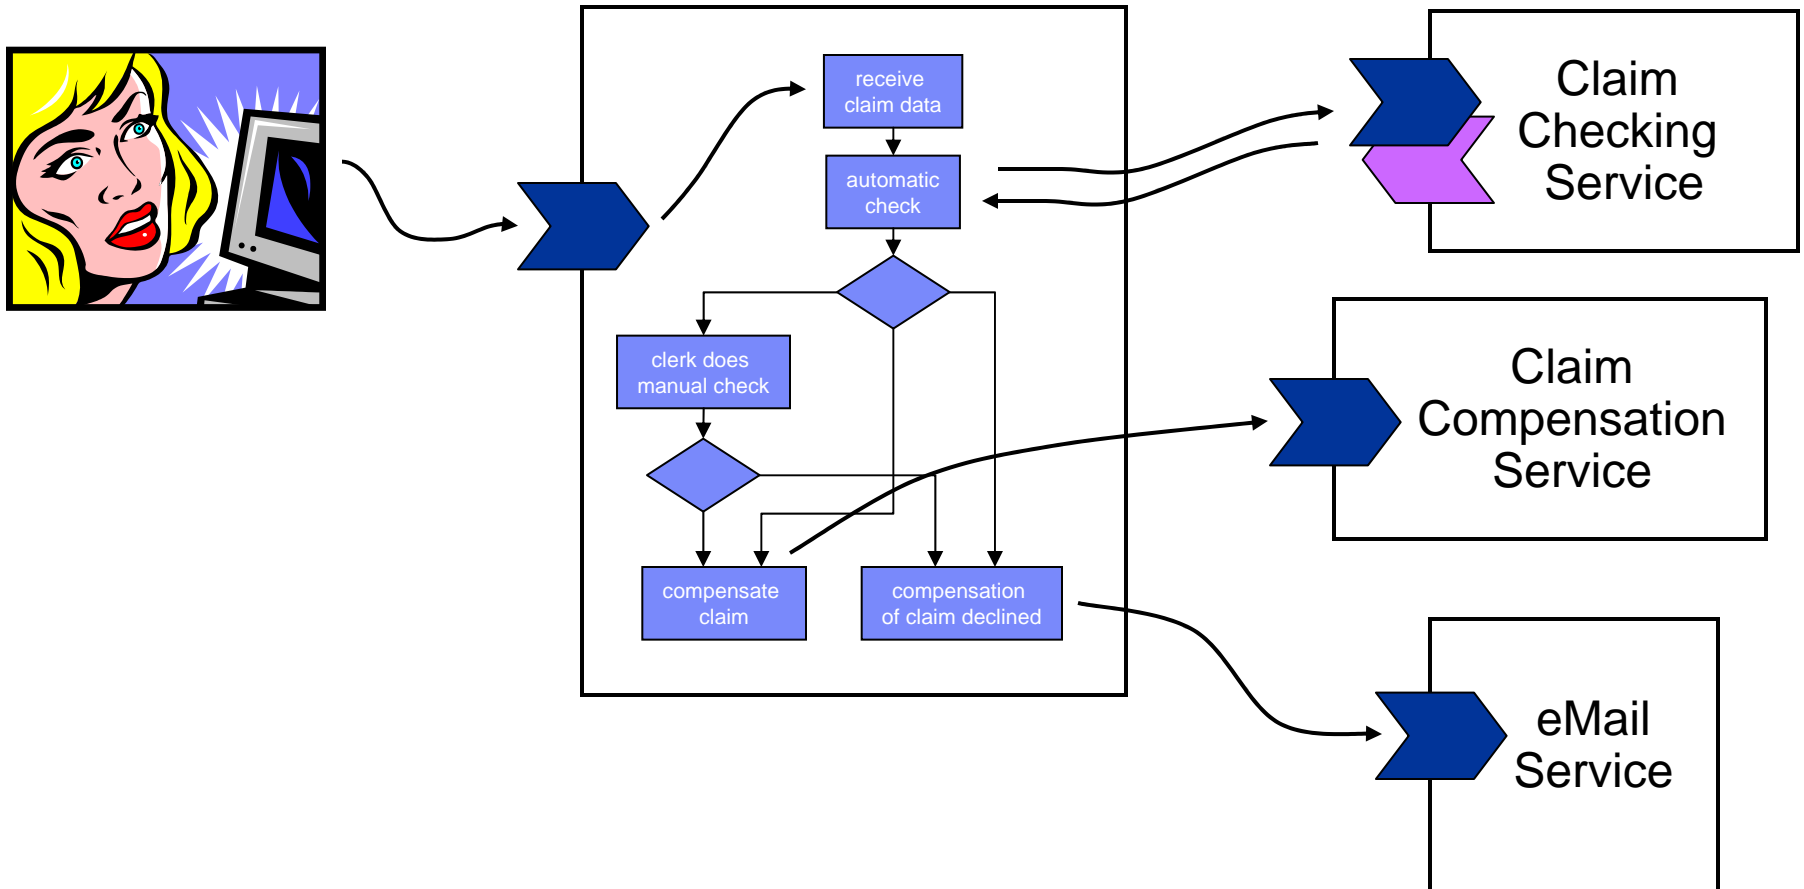 receive
claim data
automatic
check
clerk does
manual check
compensate
claim
compensation
of claim declined
Claim
Checking
Service
Claim
Compensation
Service
eMail
Service